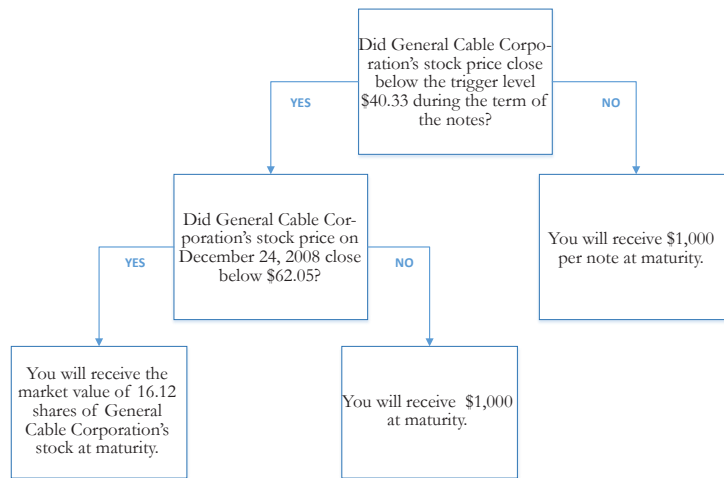 Did General Cable Corpo-
ration's stock price close
below the trigger level
$40.33 during the term of
the notes?
YES
NO
Did General Cable Cor-
poration's stock price on
December 24, 2008 close
below $62.05?
You will receive $1,000
per note at maturity.
YES
NO
You will receive the
market value of 16.12
shares of General
Cable Corporation's
stock at maturity.
You will receive $1,000
at maturity.